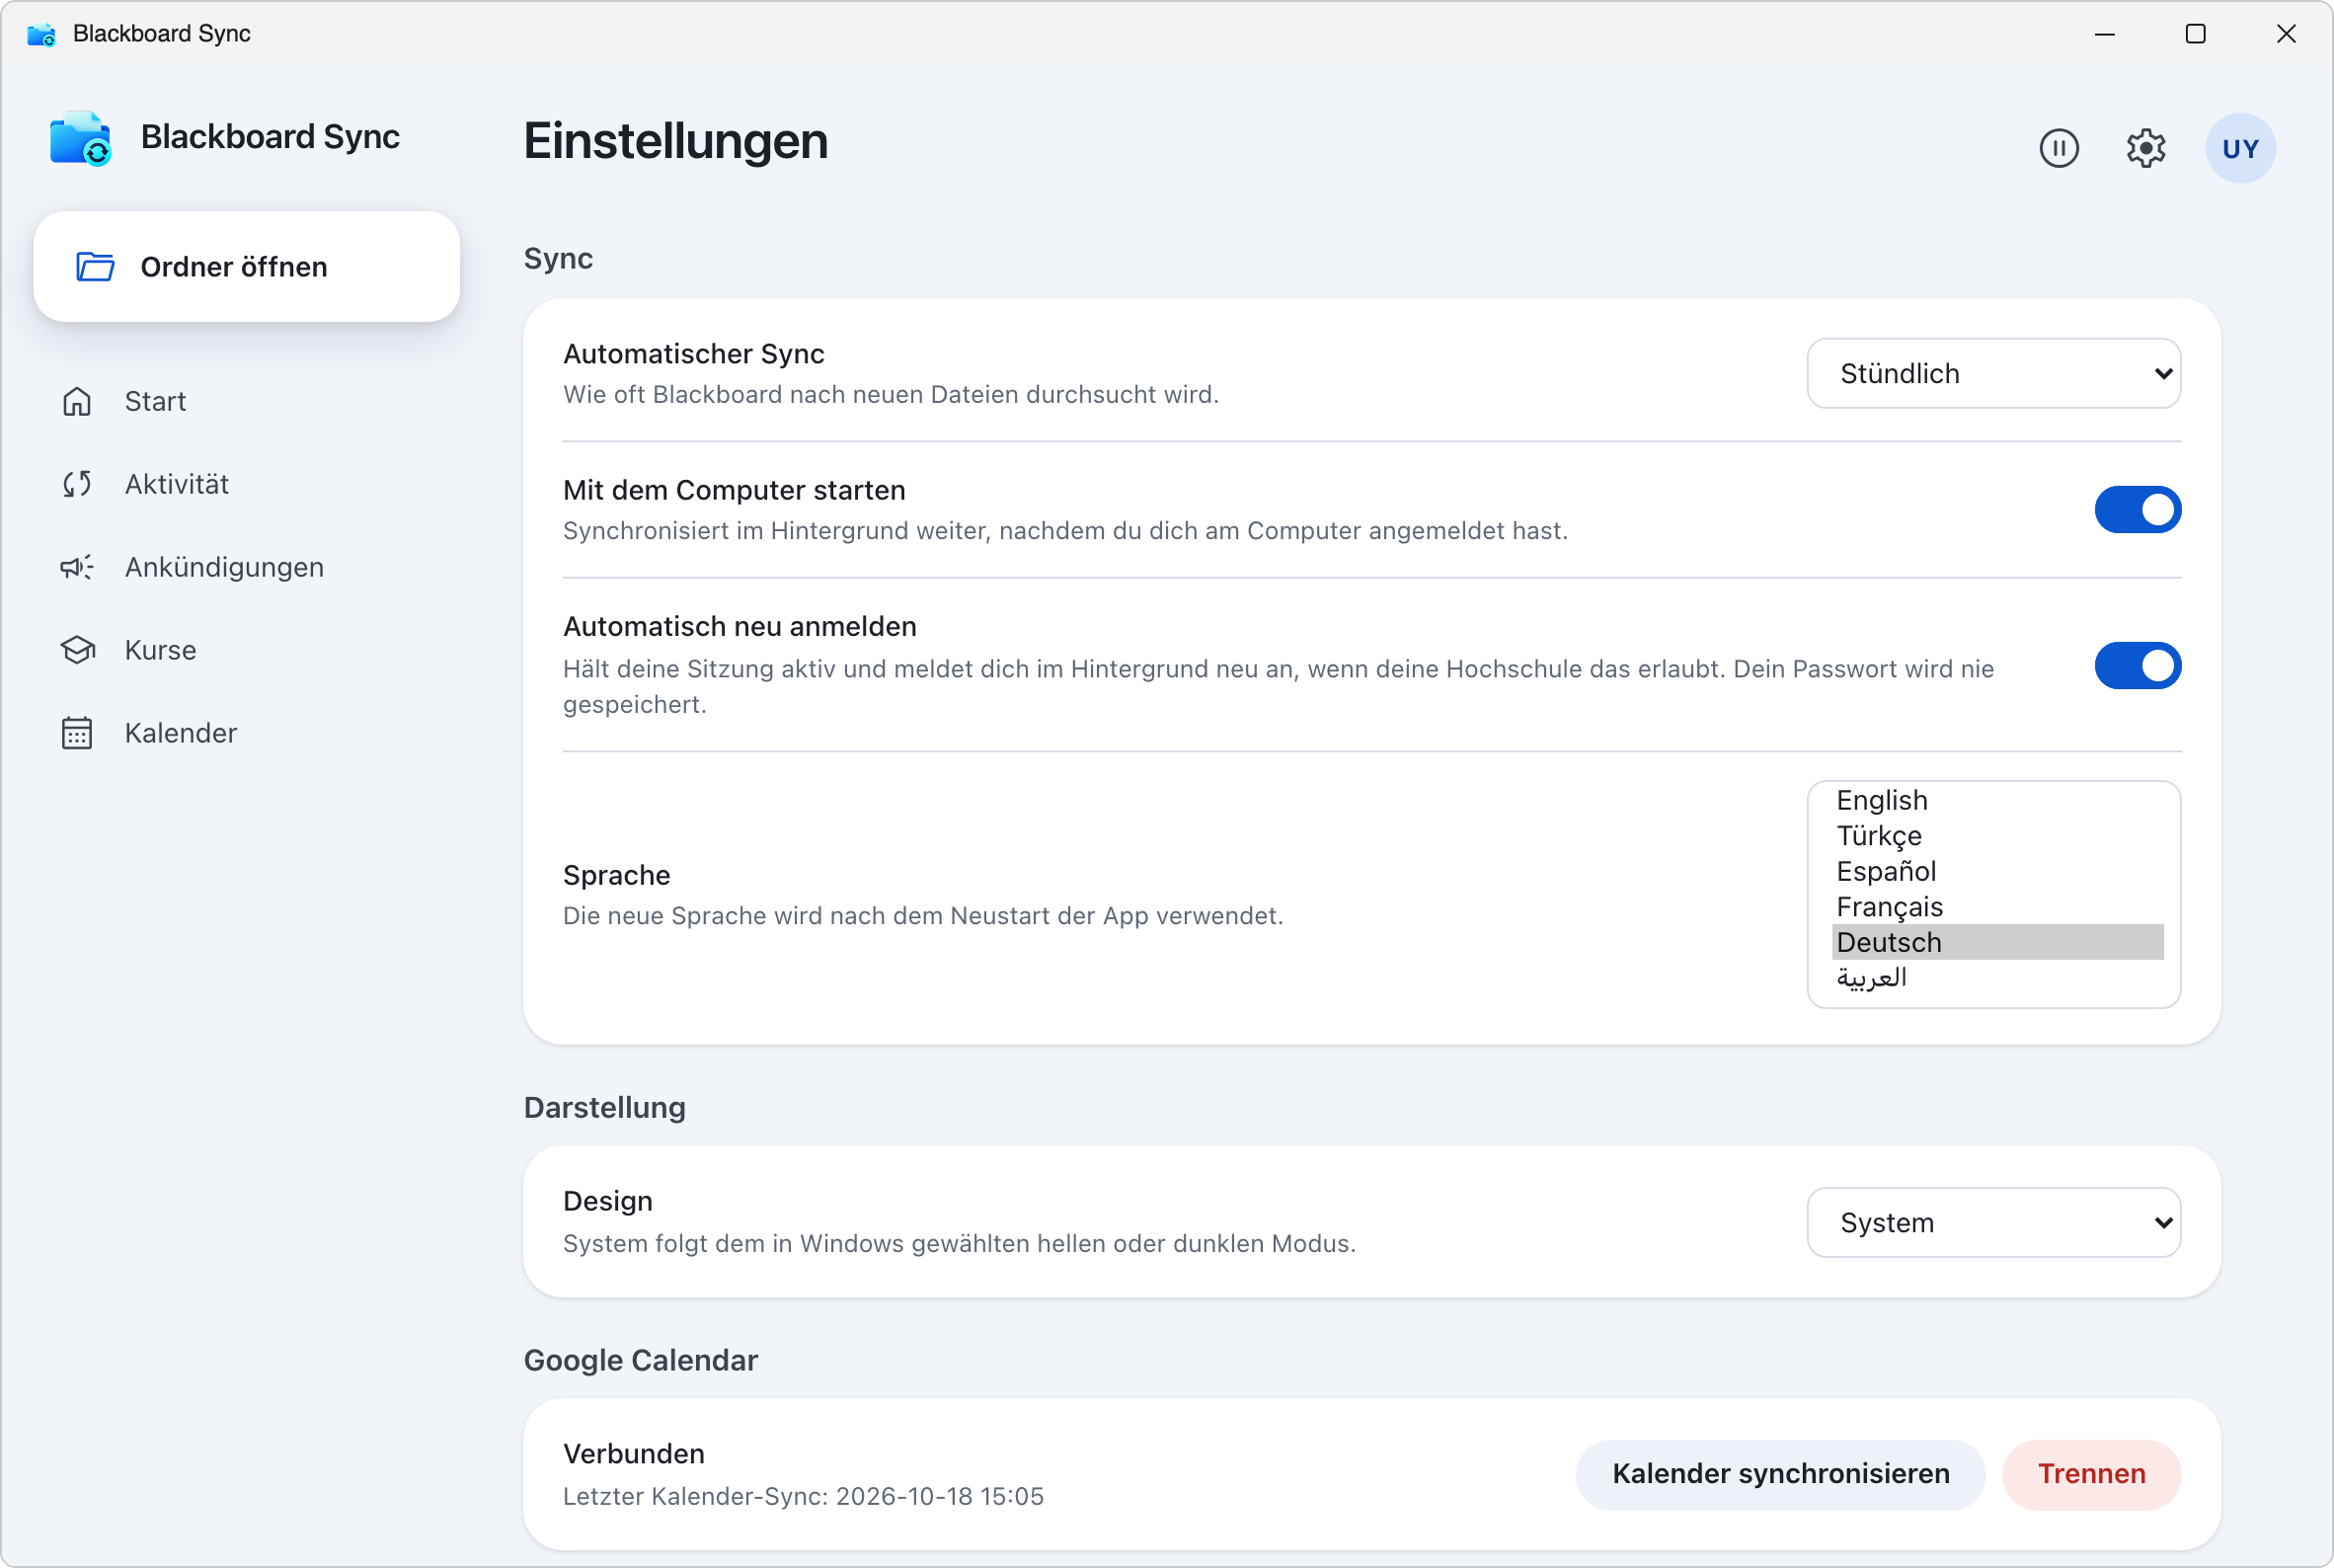 Blackboard Sync
Blackboard Sync
Einstellungen
UY
Ordner öffnen
Start
Aktivität
Ankündigungen
Kurse
Kalender
Sync
Automatischer Sync
Wie oft Blackboard nach neuen Dateien durchsucht wird.
Stündlich
Mit dem Computer starten
Synchronisiert im Hintergrund weiter, nachdem du dich am Computer angemeldet hast.
Automatisch neu anmelden
Hält deine Sitzung aktiv und meldet dich im Hintergrund neu an, wenn deine Hochschule das erlaubt. Dein Passwort wird nie
gespeichert.
Sprache
Die neue Sprache wird nach dem Neustart der App verwendet.
English
Türkçe
Español
Français
Deutsch
العربية
Darstellung
Design
System folgt dem in Windows gewählten hellen oder dunklen Modus.
System
Google Calendar
Verbunden
Letzter Kalender-Sync: 2026-10-18 15:05
Kalender synchronisieren
Trennen